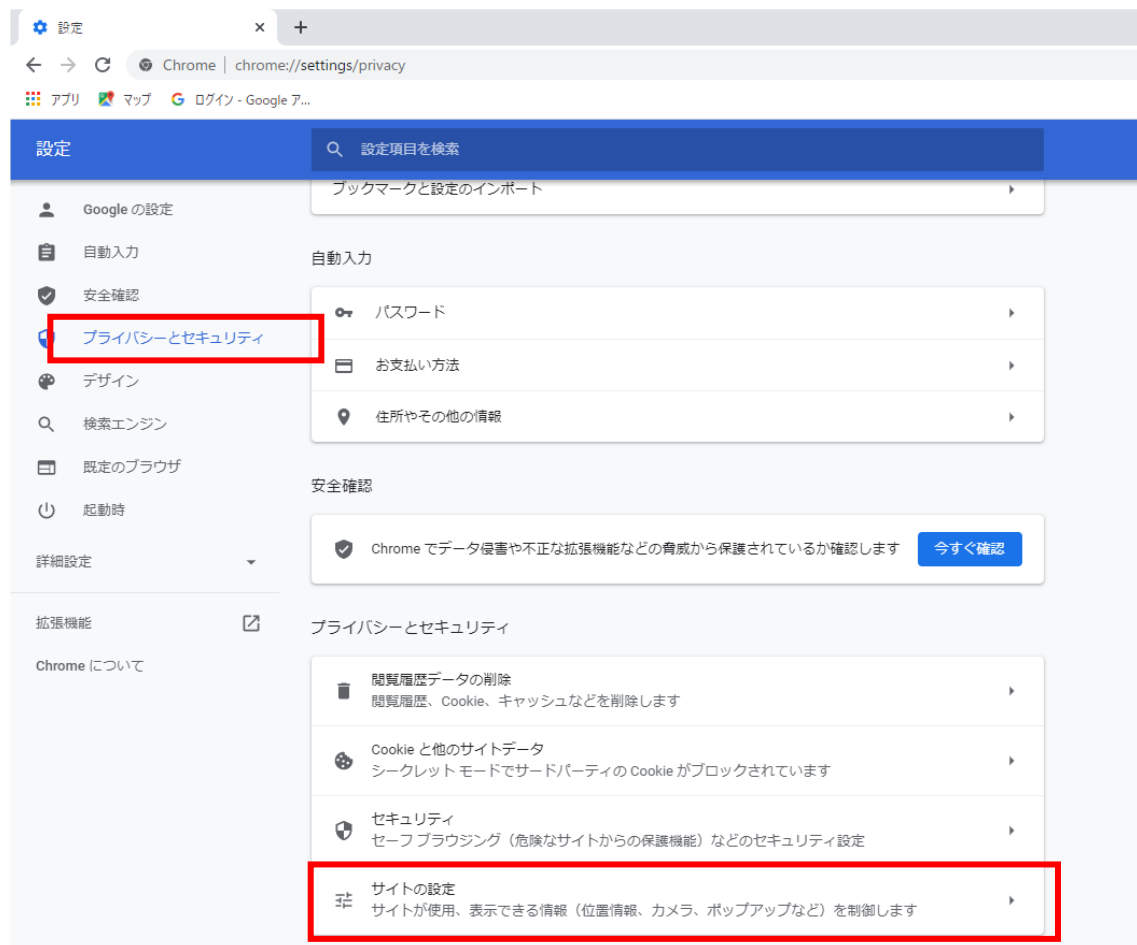 設定
Chrome | chrome://settings/privacy
アプリ マップ ログイン - Google ア...
設定
設定項目を検索
Google の設定
自動入力
安全確認
プライバシーとセキュリティ
デザイン
検索エンジン
既定のブラウザ
起動時
詳細設定
拡張機能
Chrome について
ブックマークと設定のインポート
自動入力
パスワード
お支払い方法
住所やその他の情報
安全確認
Chrome でデータ侵害や不正な拡張機能などの脅威から保護されているか確認します 今すぐ確認
プライバシーとセキュリティ
閲覧履歴データの削除
閲覧履歴、Cookie、キャッシュなどを削除します
Cookie と他のサイトデータ
シークレット モードでサードパーティの Cookie がブロックされています
セキュリティ
セーフ ブラウジング（危険なサイトからの保護機能）などのセキュリティ設定
サイトの設定
サイトが使用、表示できる情報（位置情報、カメラ、ポップアップなど）を制御します